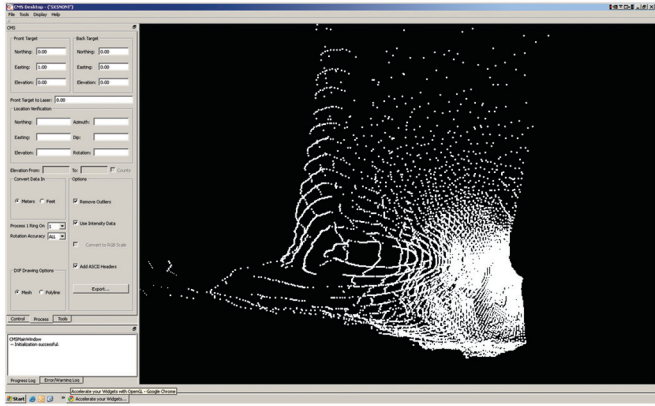 CMS Desktop - ("SXSMONT")
File Tools Display Help
CMS
Front Target
Back Target
Northing: 0.00
Northing: 0.00
Easting: 1.00
Easting: 0.00
Elevation: 0.00
Elevation: 0.00
Front Target to Laser: 0.00
Location Verification
Northing:
Azimuth:
Easting:
Dip:
Elevation:
Rotation:
Elevation From:
To:
Convert Data In
Options
Meters
Feet
Remove Outliers
Process 1 Ring On 1
Use Intensity Data
Rotation Accuracy ALL
Convert to RGB Scale
Add ASCII Headers
DXF Drawing Options
Mesh
Polyline
Export...
Control Process Tools
CMSMainWindow
-- Initialization successful.
Progress Log Error/Warning Log
Accelerate your Widgets with OpenGL - Google Chrome
Start
Accelerate your Widgets...